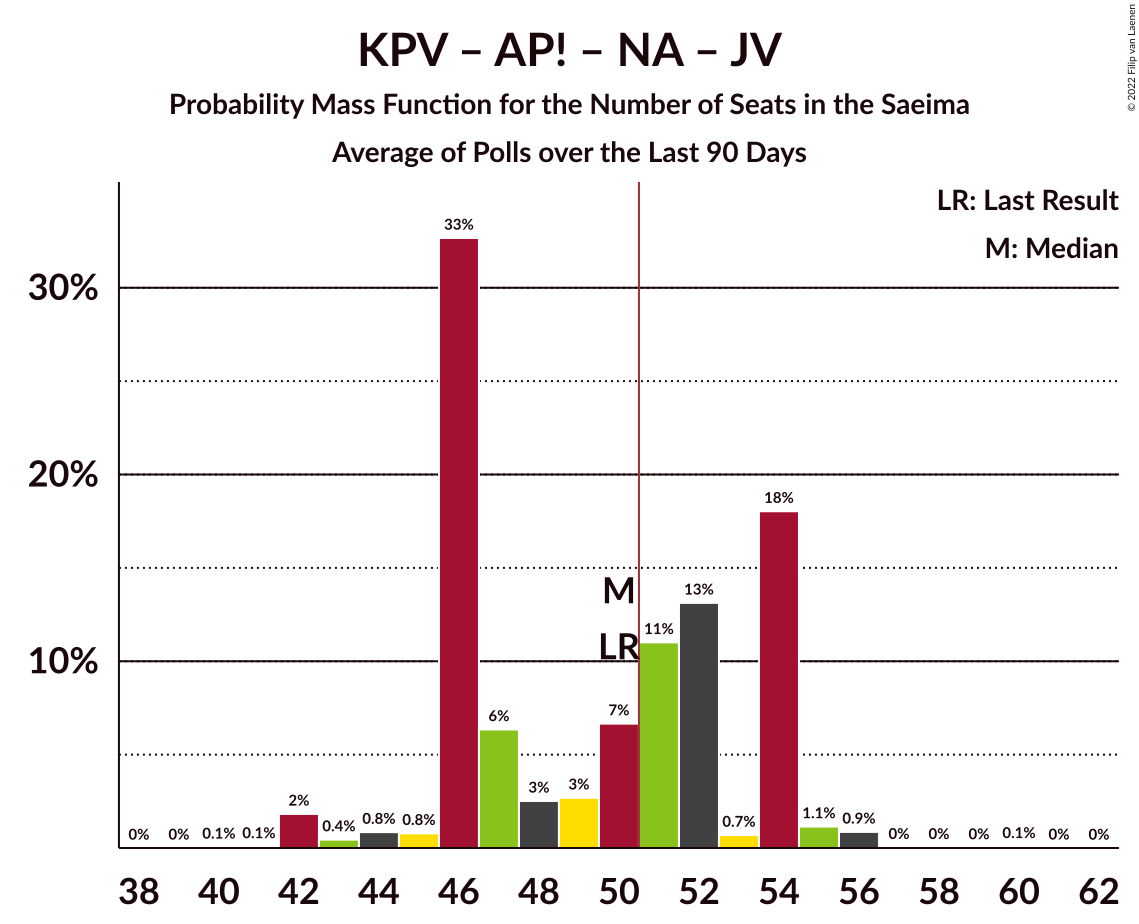 KPV – AP! – NA – JV
Probability Mass Function for the Number of Seats in the Saeima
Average of Polls over the Last 90 Days
© 2022 Filip van Laenen
LR: Last Result
M: Median
30%
20%
10%
M
LR
0% 0% 0.1% 0.1% 2% 0.4% 0.8% 0.8% 33% 6% 3% 3% 7% 11% 13% 0.7% 18% 1.1% 0.9% 0% 0% 0% 0.1% 0% 0%
38 40 42 44 46 48 50 52 54 56 58 60 62